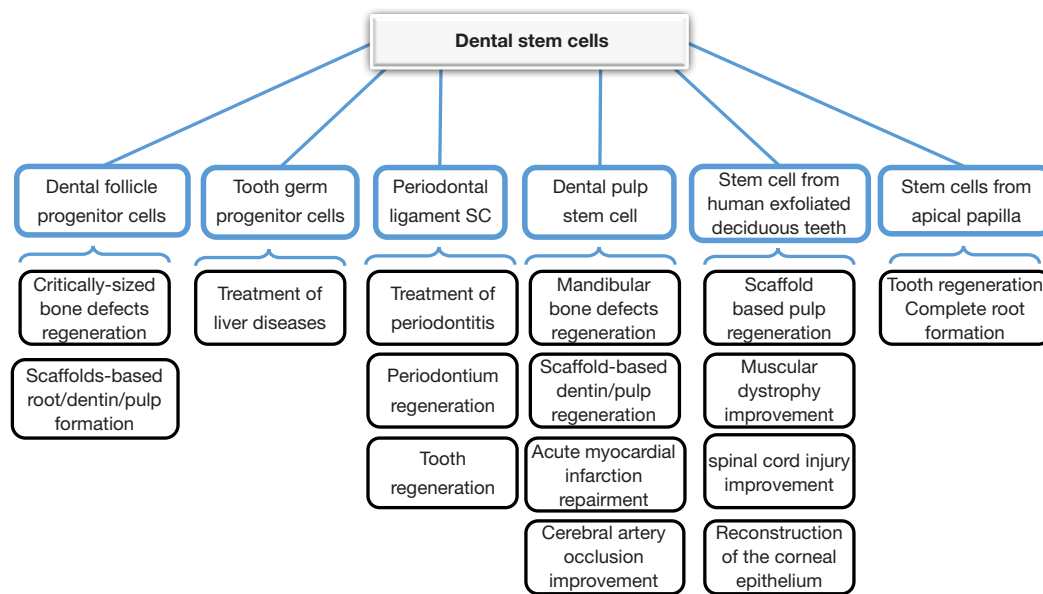 Dental stem cells
Dental follicle
progenitor cells
Tooth germ
progenitor cells
Periodontal
ligament SC
Dental pulp
stem cell
Stem cell from
human exfoliated
deciduous teeth
Stem cells from
apical papilla
Critically-sized
bone defects
regeneration
Scaffolds-based
root/dentin/pulp
formation
Treatment of
liver diseases
Treatment of
periodontitis
Periodontium
regeneration
Tooth
regeneration
Mandibular
bone defects
regeneration
Scaffold-based
dentin/pulp
regeneration
Acute myocardial
infarction
repairment
Cerebral artery
occlusion
improvement
Scaffold
based pulp
regeneration
Muscular
dystrophy
improvement
spinal cord injury
improvement
Reconstruction
of the corneal
epithelium
Tooth regeneration
Complete root
formation